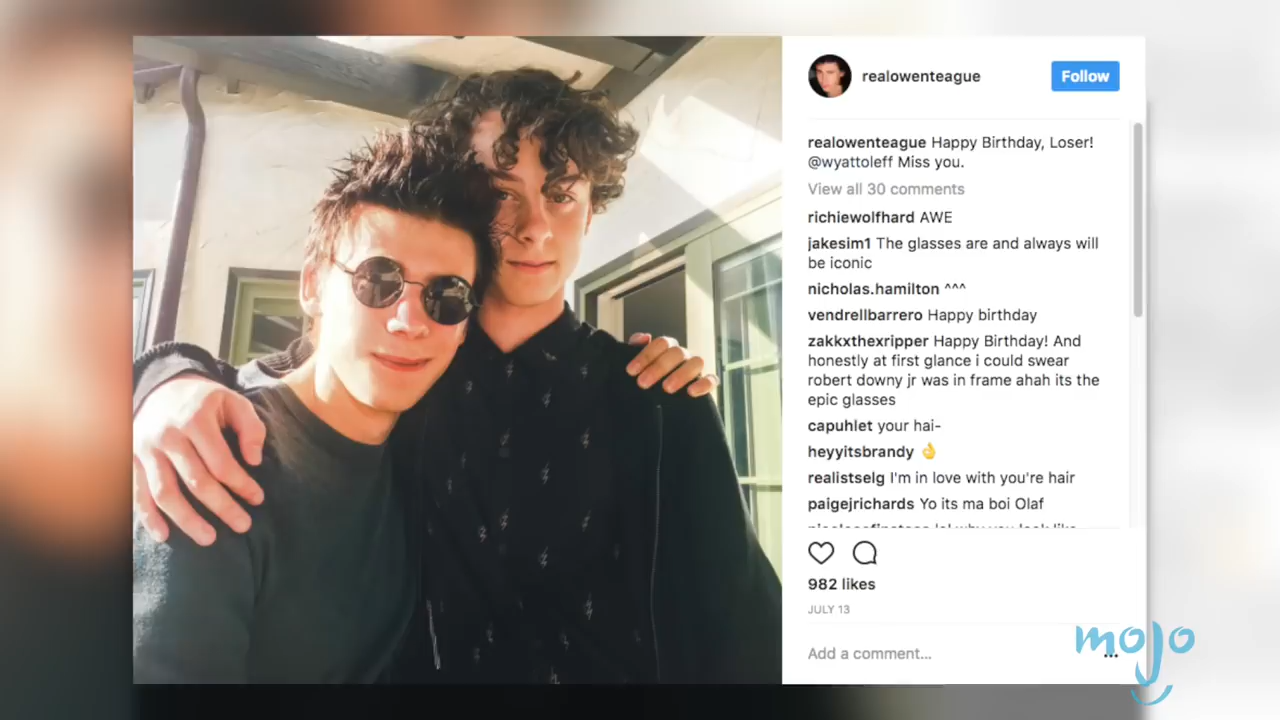 realowenteague
Follow
realowenteague Happy Birthday, Loser!
@wyattoleff Miss you.
View all 30 comments
richiewolfhard AWE
jakesim1 The glasses are and always will
be iconic
nicholas.hamilton ^^^
vendrellbarrero Happy birthday
zakkxthexripper Happy Birthday! And
honestly at first glance i could swear
robert downy jr was in frame ahah its the
epic glasses
capuhlet your hai-
heyyitsbrandy 👌
realistselg I'm in love with you're hair
paigejrichards Yo its ma boi Olaf
982 likes
JULY 13
Add a comment...
mojo